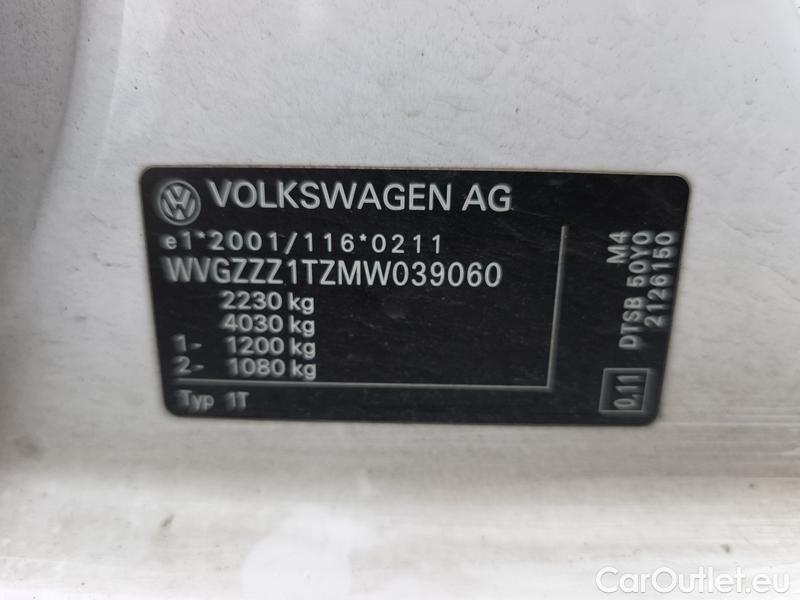 VOLKSWAGEN AG
e1*2001/116*0211
WVGZZZ1TZMW039060
2230 kg
4030 kg
1- 1200 kg
2- 1080 kg
Typ 1T
M4
DTSB 50Y0
2126150
0,11
CarOutlet.eu